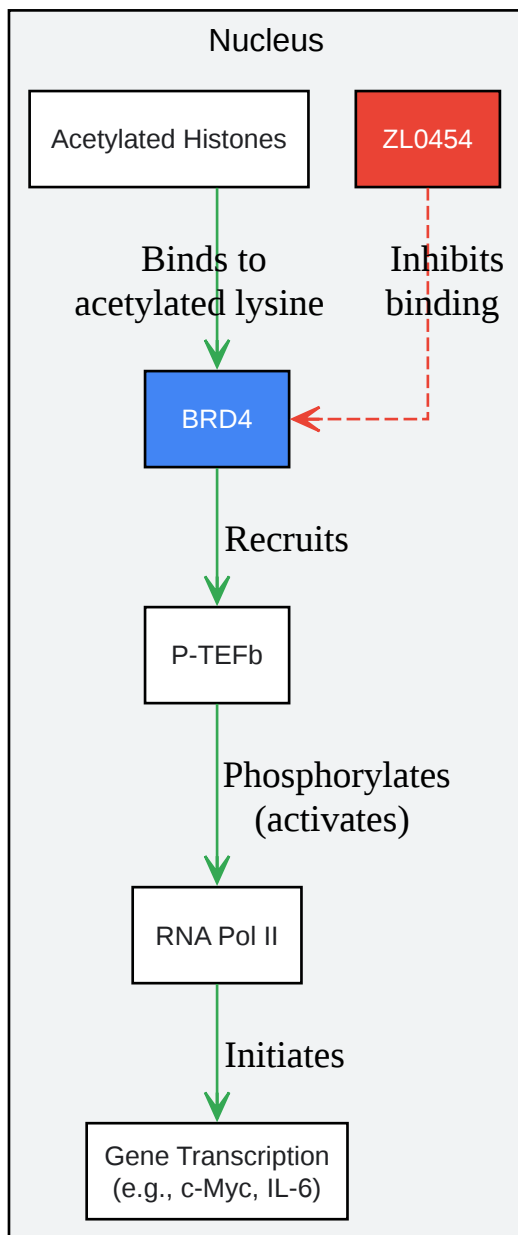 Nucleus
Acetylated Histones
ZL0454
Binds to
acetylated lysine
Inhibits
binding
BRD4
Recruits
P-TEFb
Phosphorylates
(activates)
RNA Pol II
Initiates
Gene Transcription
(e.g., c-Myc, IL-6)